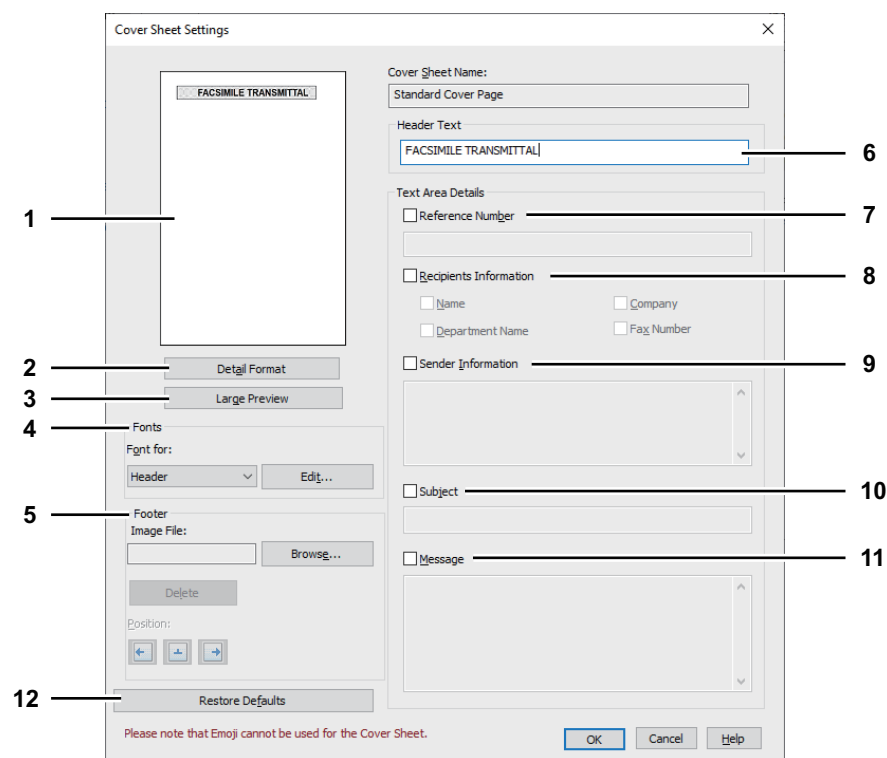 Cover Sheet Settings
FACSIMILE TRANSMITTAL
Cover Sheet Name:
Standard Cover Page
Header Text
FACSIMILE TRANSMITTAL
6
Text Area Details
1
Reference Number
7
Recipients Information
8
Name
Company
Department Name
Fax Number
2
Detail Format
Sender Information
9
3
Large Preview
4
Fonts
Font for:
Header
Edit...
Subject
10
5
Footer
Image File:
Browse...
Message
11
Delete
Position:
12
Restore Defaults
Please note that Emoji cannot be used for the Cover Sheet.
OK
Cancel
Help